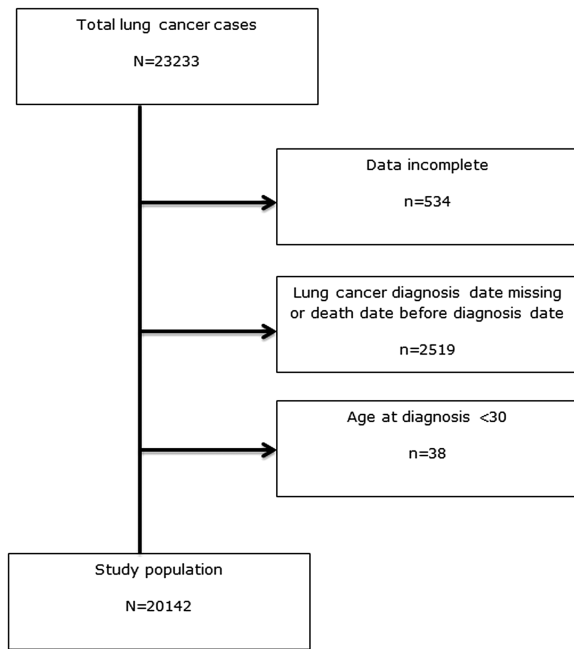 Total lung cancer cases
N=23233
Data incomplete
n=534
Lung cancer diagnosis date missing
or death date before diagnosis date
n=2519
Age at diagnosis <30
n=38
Study population
N=20142